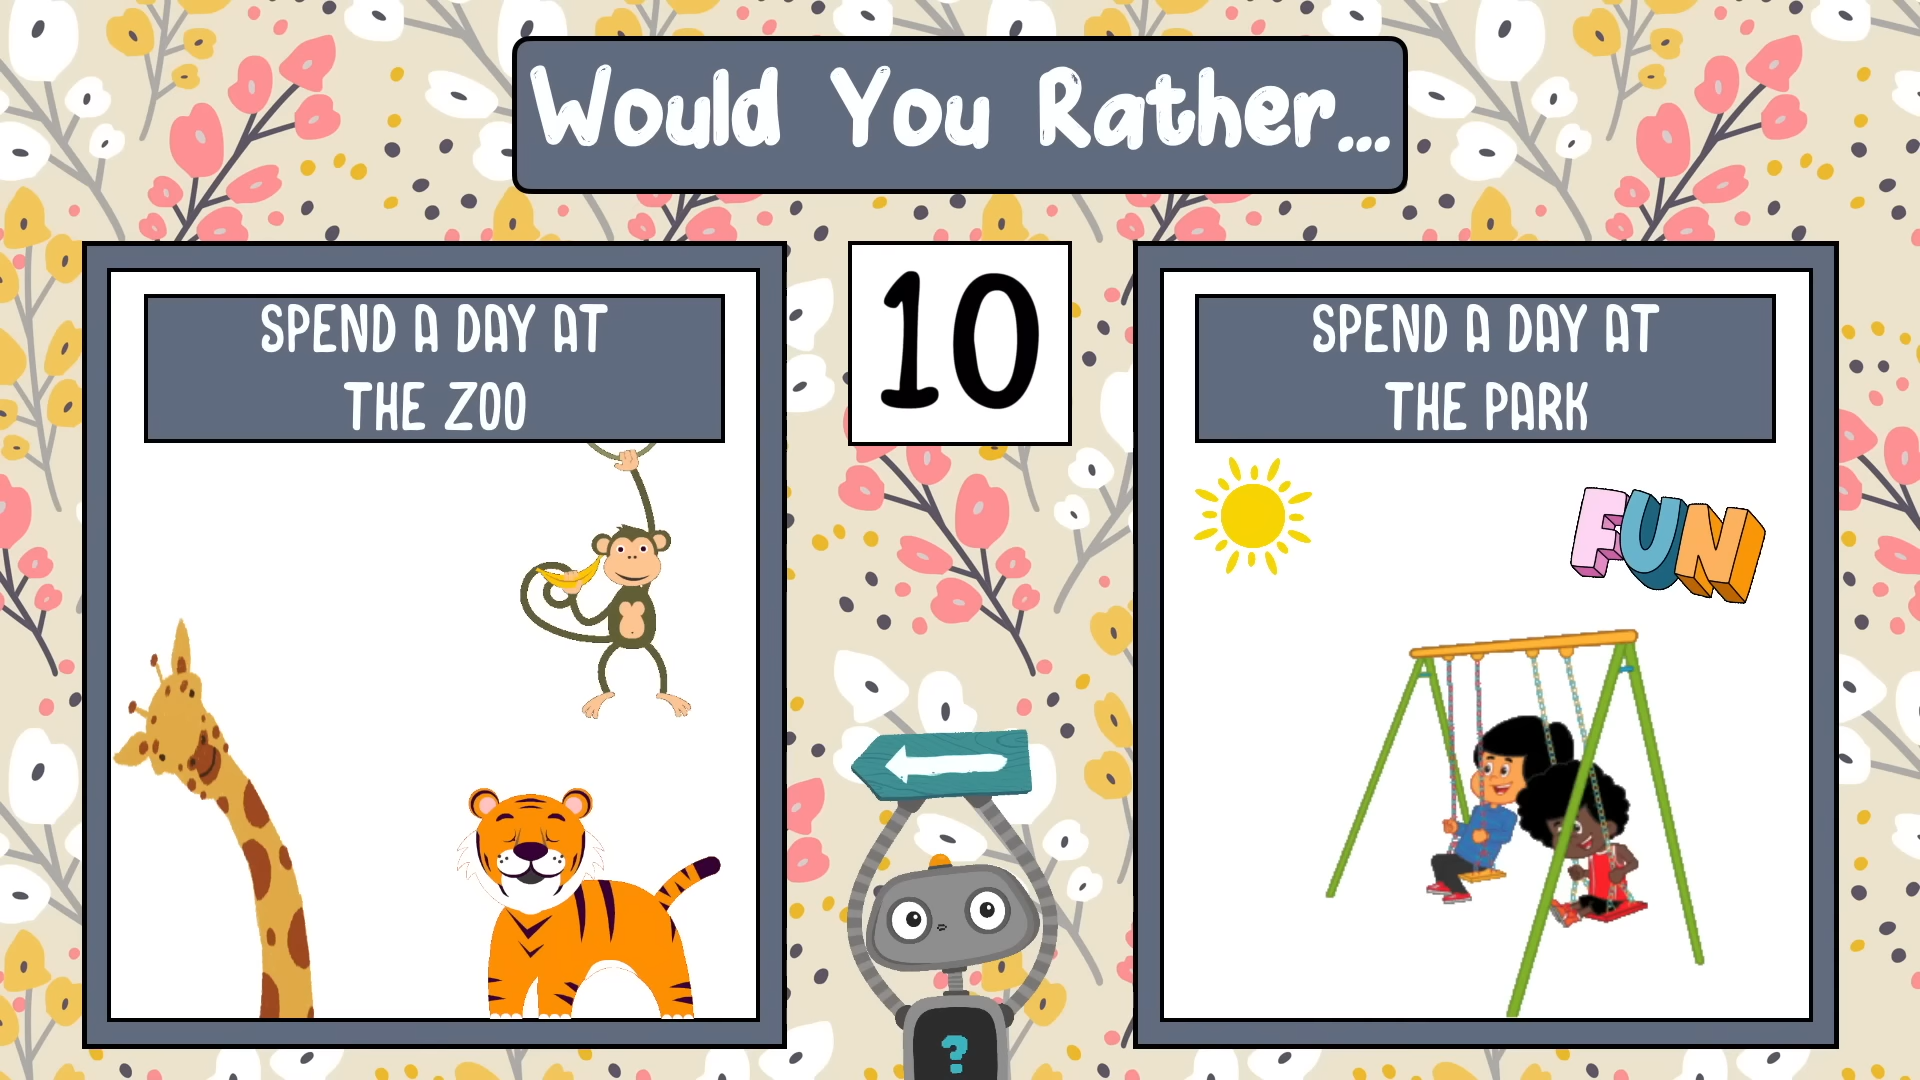 Would You Rather...
SPEND A DAY AT
THE ZOO
10
SPEND A DAY AT
THE PARK
FUN
?